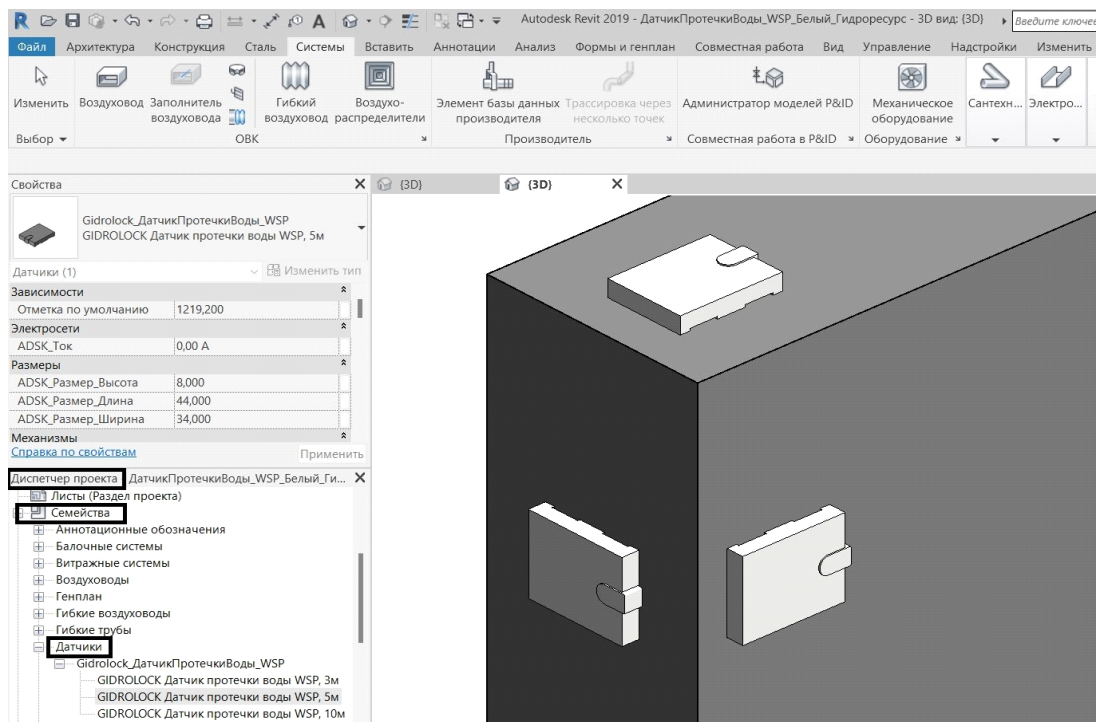 Autodesk Revit 2019 - ДатчикПротечкиВоды_WSP_Белый_Гидроресурс - 3D вид: {3D}
Введите ключев
Файл Архитектура Конструкция Сталь Системы Вставить Аннотации Анализ Формы и генплан Совместная работа Вид Управление Надстройки Изменить
Изменить Воздуховод Заполнитель воздуховода Гибкий воздуховод Воздухо-распределители Элемент базы данных производителя Трассировка через несколько точек Администратор моделей P&ID Механическое оборудование Сантехн... Электро...
Выбор ОВК Производитель Совместная работа в P&ID Оборудование
Свойства
{3D} {3D}
Gidrolock_ДатчикПротечкиВоды_WSP
GIDROLOCK Датчик протечки воды WSP, 5м
Датчики (1) Изменить тип
Зависимости
Отметка по умолчанию 1219,200
Электросети
ADSK_Ток 0,00 А
Размеры
ADSK_Размер_Высота 8,000
ADSK_Размер_Длина 44,000
ADSK_Размер_Ширина 34,000
Механизмы
Справка по свойствам Применить
Диспетчер проекта - ДатчикПротечкиВоды_WSP_Белый_Ги...
Листы (Раздел проекта)
Семейства
Аннотационные обозначения
Балочные системы
Витражные системы
Воздуховоды
Генплан
Гибкие воздуховоды
Гибкие трубы
Датчики
Gidrolock_ДатчикПротечкиВоды_WSP
GIDROLOCK Датчик протечки воды WSP, 3м
GIDROLOCK Датчик протечки воды WSP, 5м
GIDROLOCK Датчик протечки воды WSP, 10м